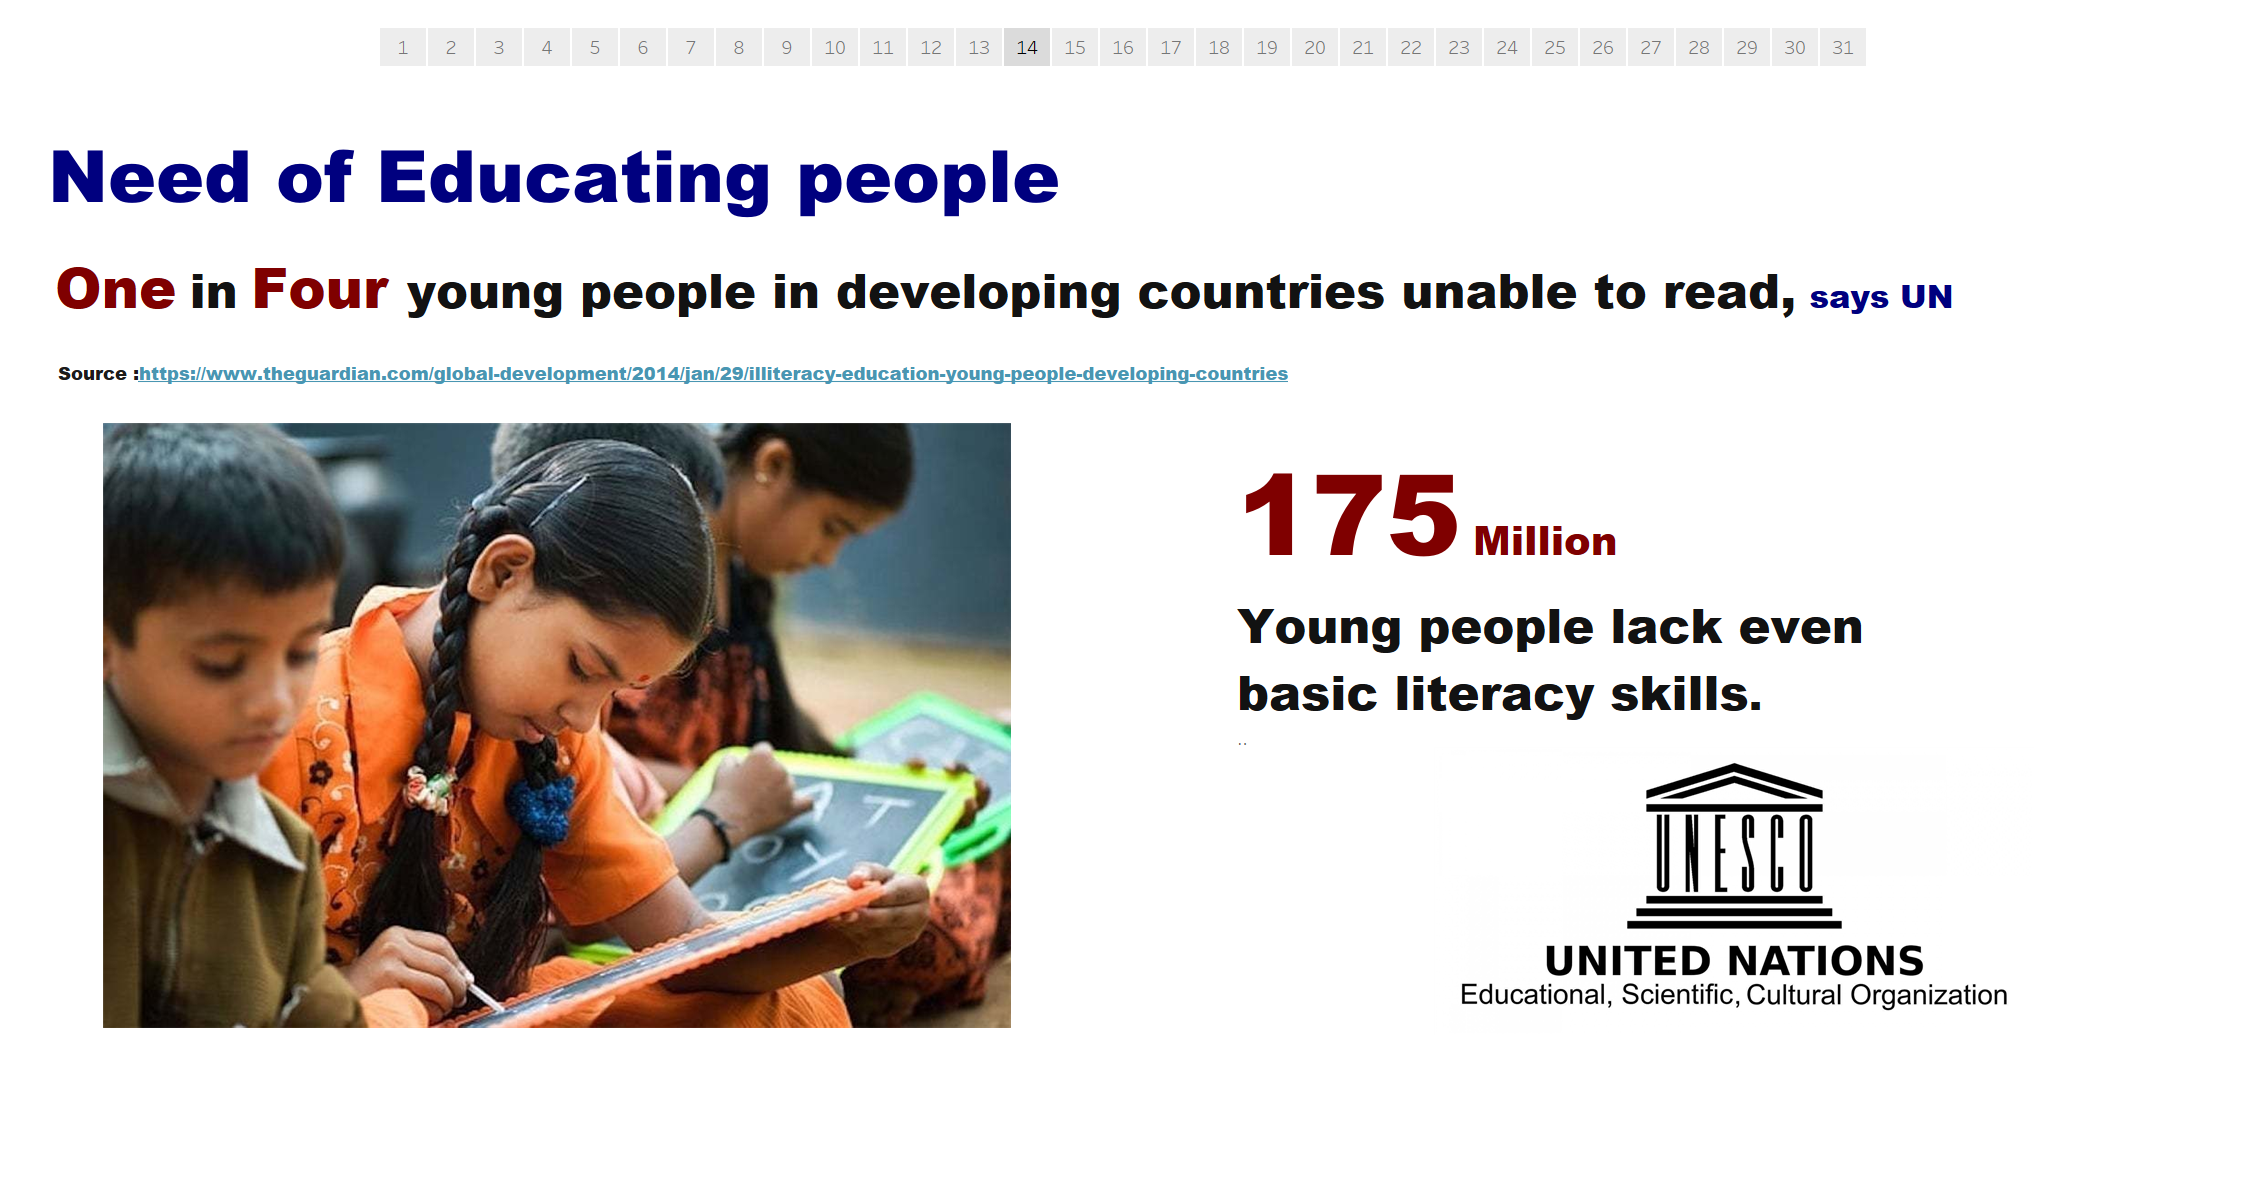 1 2 3 4 5 6 7 8 9 10 11 12 13 14 15 16 17 18 19 20 21 22 23 24 25 26 27 28 29 30 31
Need of Educating people
One in Four young people in developing countries unable to read, says UN
Source :https://www.theguardian.com/global-development/2014/jan/29/illiteracy-education-young-people-developing-countries
175 Million
Young people lack even
basic literacy skills.
..
A T
O Y
UNESCO
UNITED NATIONS
Educational, Scientific, Cultural Organization